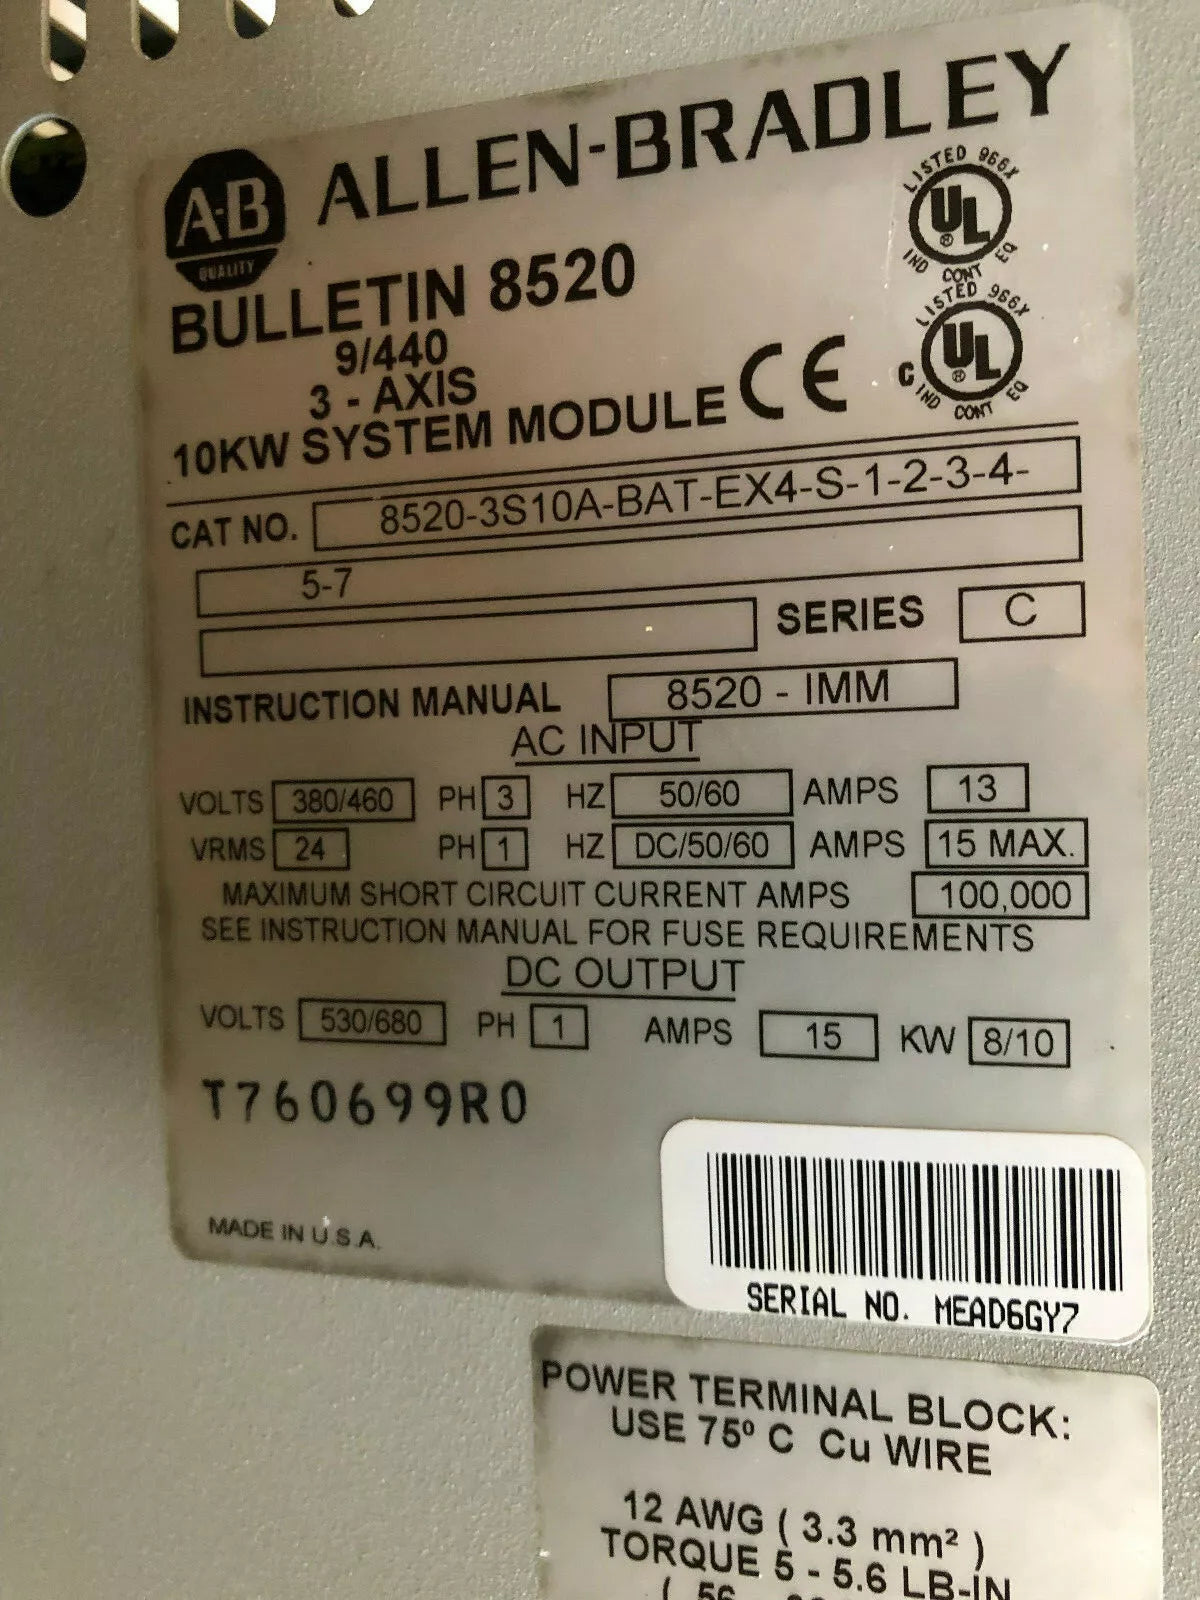 ALLEN-BRADLEY
A-B
QUALITY
LISTED 966X
UL
®
IND CONT EQ
BULLETIN 8520
9/440
3 - AXIS
10KW SYSTEM MODULE CE
LISTED 966X
C UL
®
IND CONT EQ
CAT NO. 8520-3S10A-BAT-EX4-S-1-2-3-4-
5-7
SERIES C
INSTRUCTION MANUAL 8520 - IMM
AC INPUT
VOLTS 380/460 PH 3 HZ 50/60 AMPS 13
VRMS 24 PH 1 HZ DC/50/60 AMPS 15 MAX.
MAXIMUM SHORT CIRCUIT CURRENT AMPS 100,000
SEE INSTRUCTION MANUAL FOR FUSE REQUIREMENTS
DC OUTPUT
VOLTS 530/680 PH 1 AMPS 15 KW 8/10
T760699R0
MADE IN U.S.A.
SERIAL NO. MEAD6GY7
POWER TERMINAL BLOCK:
USE 75º C Cu WIRE
12 AWG ( 3.3 mm² )
TORQUE 5 - 5.6 LB-IN